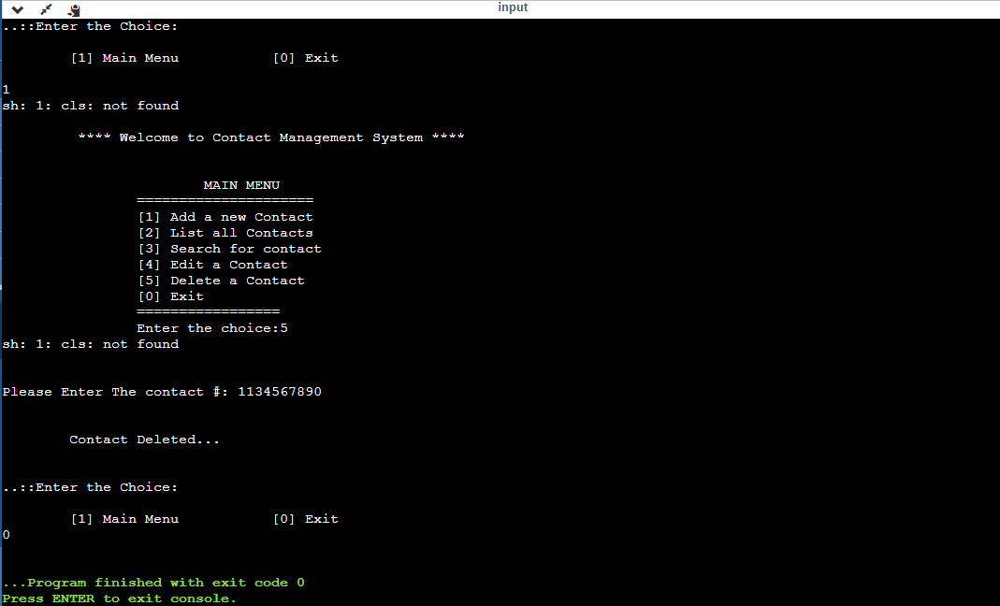 input
..::Enter the Choice:
[1] Main Menu [0] Exit
1
sh: 1: cls: not found
**** Welcome to Contact Management System ****
MAIN MENU
=====================
[1] Add a new Contact
[2] List all Contacts
[3] Search for contact
[4] Edit a Contact
[5] Delete a Contact
[0] Exit
=================
Enter the choice:5
sh: 1: cls: not found
Please Enter The contact #: 1134567890
Contact Deleted...
..::Enter the Choice:
[1] Main Menu [0] Exit
0
...Program finished with exit code 0
Press ENTER to exit console.